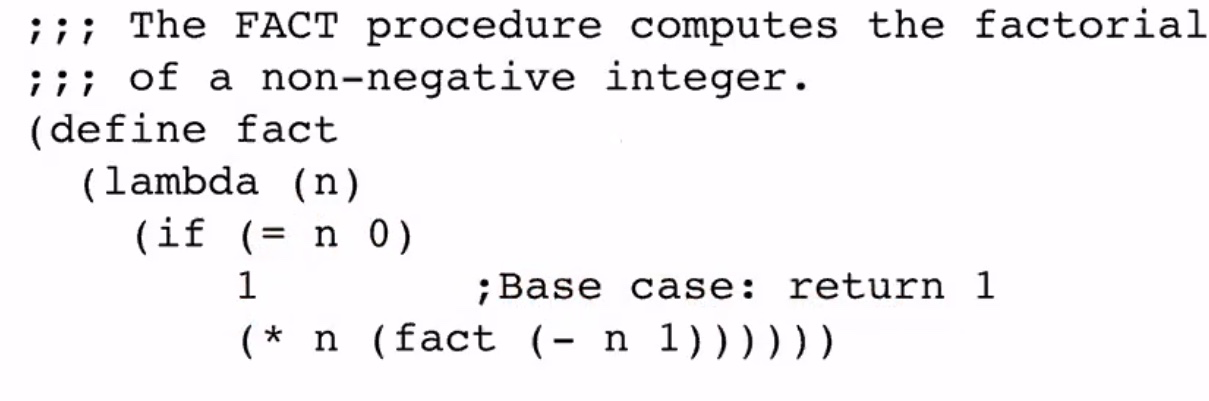 ;;; The FACT procedure computes the factorial
;;; of a non-negative integer.
(define fact
  (lambda (n)
    (if (= n 0)
        1        ;Base case: return 1
        (* n (fact (- n 1))))))